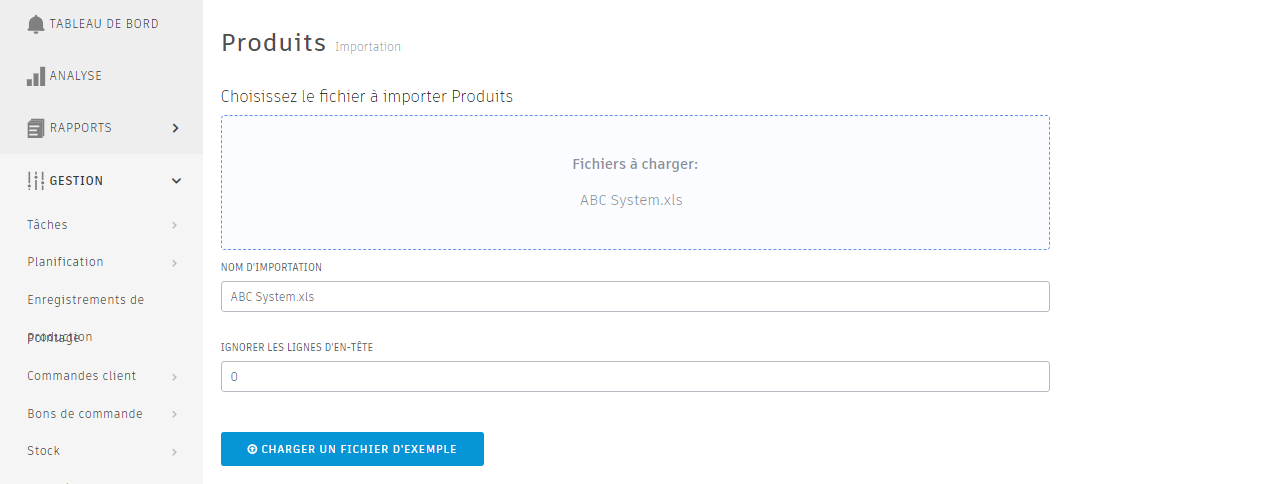 TABLEAU DE BORD
ANALYSE
RAPPORTS
GESTION
Tâches
Planification
Enregistrements de
production
Pointage
Commandes client
Bons de commande
Stock
Produits Importation
Choisissez le fichier à importer Produits
Fichiers à charger:
ABC System.xls
NOM D'IMPORTATION
ABC System.xls
IGNORER LES LIGNES D'EN-TÊTE
0
CHARGER UN FICHIER D'EXEMPLE